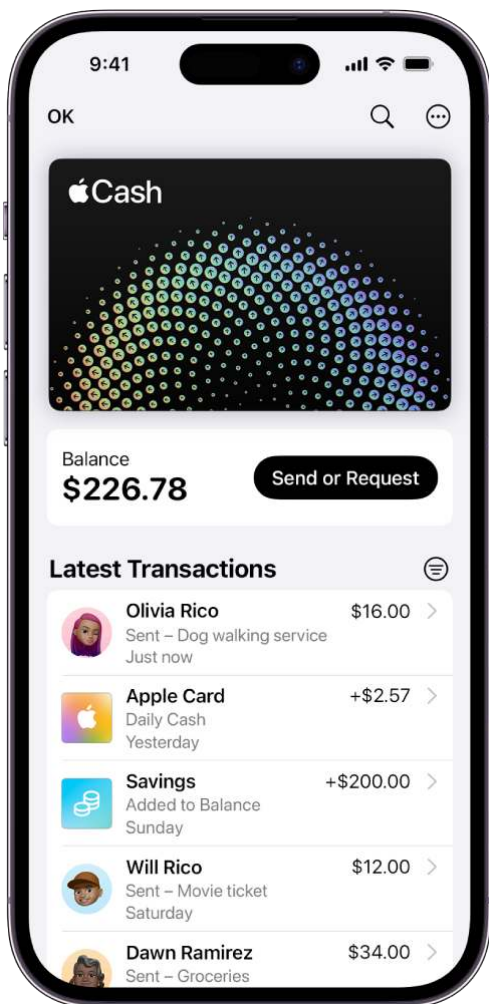 9:41
OK
Cash
Balance
$226.78
Send or Request
Latest Transactions
Olivia Rico
$16.00
Sent – Dog walking service
Just now
Apple Card
+$2.57
Daily Cash
Yesterday
Savings
+$200.00
Added to Balance
Sunday
Will Rico
$12.00
Sent – Movie ticket
Saturday
Dawn Ramirez
$34.00
Sent – Groceries